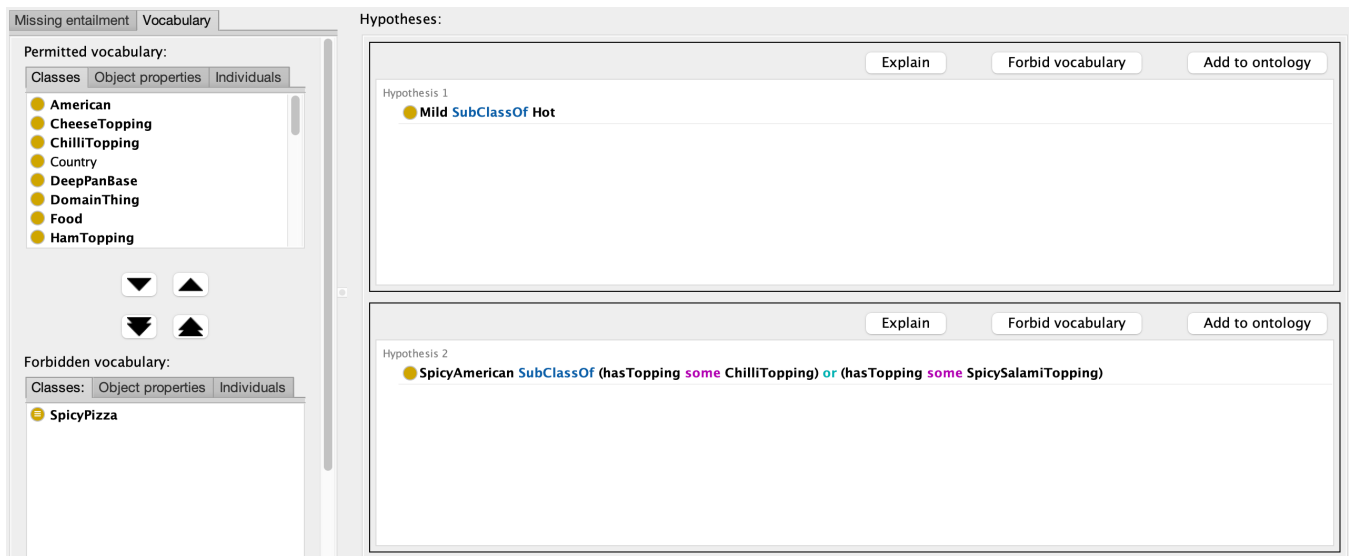 Missing entailment Vocabulary
Permitted vocabulary:
Classes Object properties Individuals
American
CheeseTopping
ChilliTopping
Country
DeepPanBase
DomainThing
Food
HamTopping
Forbidden vocabulary:
Classes: Object properties Individuals
SpicyPizza
Hypotheses:
Explain Forbid vocabulary Add to ontology
Hypothesis 1
Mild SubClassOf Hot
Explain Forbid vocabulary Add to ontology
Hypothesis 2
SpicyAmerican SubClassOf (hasTopping some ChilliTopping) or (hasTopping some SpicySalamiTopping)